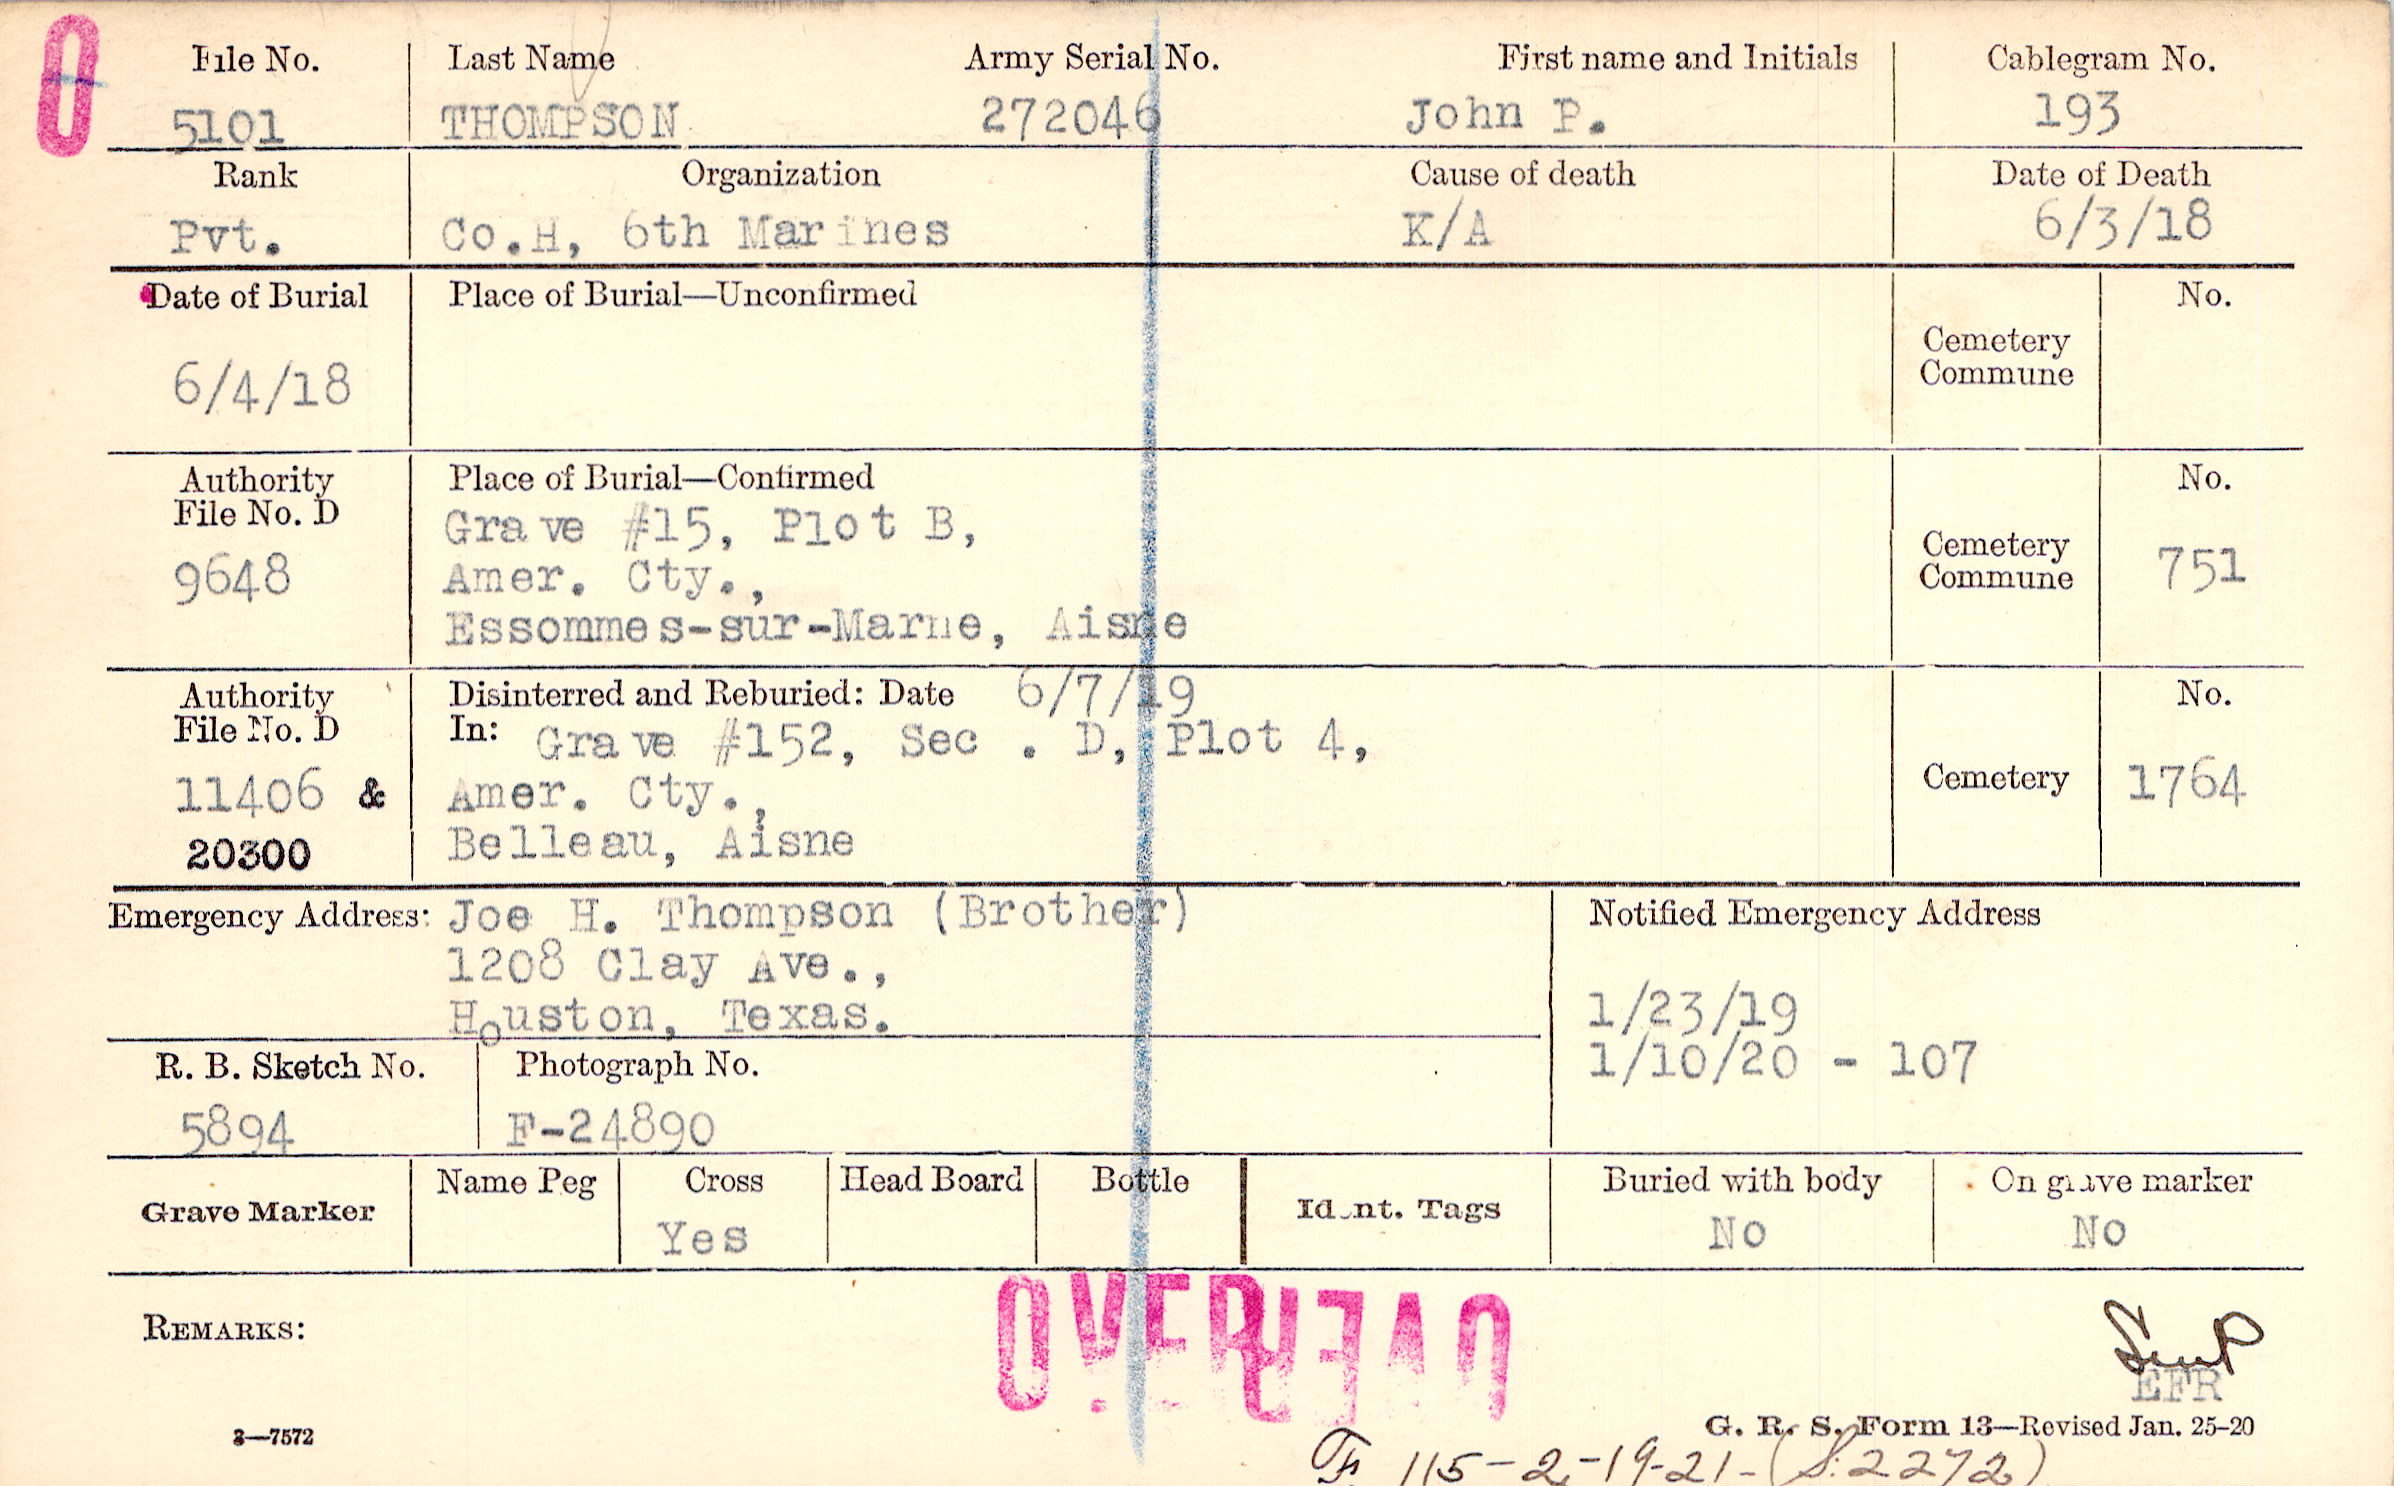 O
File No. Last Name Army Serial No. First name and Initials Cablegram No.
5101 THOMPSON 272046 John P. 193
Rank Organization Cause of death Date of Death
Pvt. Co.H, 6th Marines K/A 6/3/18
Date of Burial Place of Burial—Unconfirmed No.
Cemetery
Commune
6/4/18
Authority Place of Burial—Confirmed No.
File No. D Grave #15, Plot B,
9648 Amer. Cty., Cemetery Commune 751
Essommes-sur-Marne, Aisne
Authority Disinterred and Reburied: Date 6/7/19 No.
File No. D In: Grave #152, Sec . D, Plot 4,
11406 & Amer. Cty., Cemetery 1764
20300 Belleau, Aisne
Emergency Address: Joe H. Thompson (Brother) Notified Emergency Address
1208 Clay Ave.,
Houston, Texas. 1/23/19
R. B. Sketch No. Photograph No. 1/10/20 - 107
5894 F-24890
Grave Marker Name Peg Cross Head Board Bottle Ident. Tags Buried with body On grave marker
Yes No No
OVER OVER
REMARKS:
EFR
3—7572 G. R. S. Form 13—Revised Jan. 25-20
F. 115-2-19-21-(S:2272)